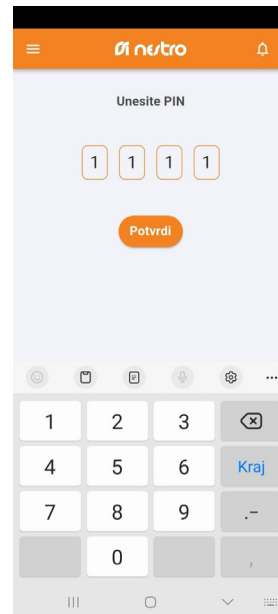 nestro
Unesite PIN
1 1 1 1
Potvrdi
1 2 3
4 5 6 Kraj
7 8 9 .-
0 ,